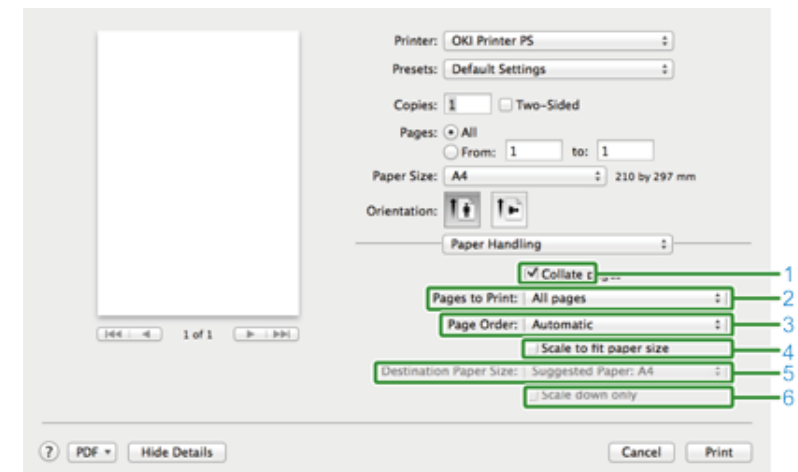 Printer: OKI Printer PS
Presets: Default Settings
Copies: 1 Two-Sided
Pages: All
From: 1 to: 1
Paper Size: A4 210 by 297 mm
Orientation:
Paper Handling
Collate 1
Pages to Print: All pages 2
Page Order: Automatic 3
1 of 1
Scale to fit paper size 4
Destination Paper Size: Suggested Paper: A4 5
Scale down only 6
? PDF Hide Details Cancel Print